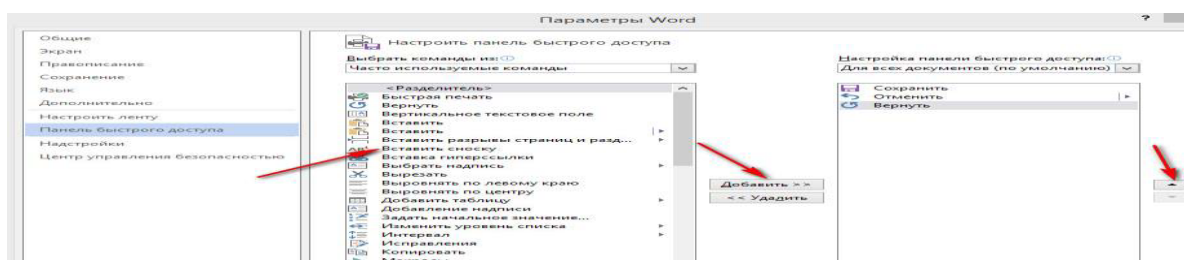 Параметры Word
?
Общие
Экран
Правописание
Сохранение
Язык
Дополнительно
Настроить ленту
Панель быстрого доступа
Надстройки
Центр управления безопасностью
Настроить панель быстрого доступа
Выбрать команды из:
Часто используемые команды
<Разделитель>
Быстрая печать
Вернуть
Вертикальное текстовое поле
Вставить
Вставить
Вставить разрывы страниц и разд...
Вставить сноску
Вставка гиперссылки
Выбрать надпись
Вырезать
Выровнять по левому краю
Выровнять по центру
Добавить таблицу
Добавление надписи
Задать начальное значение...
Изменить уровень списка
Интервал
Исправления
Копировать
Добавить >>
<< Удалить
Настройка панели быстрого доступа:
Для всех документов (по умолчанию)
Сохранить
Отменить
Вернуть